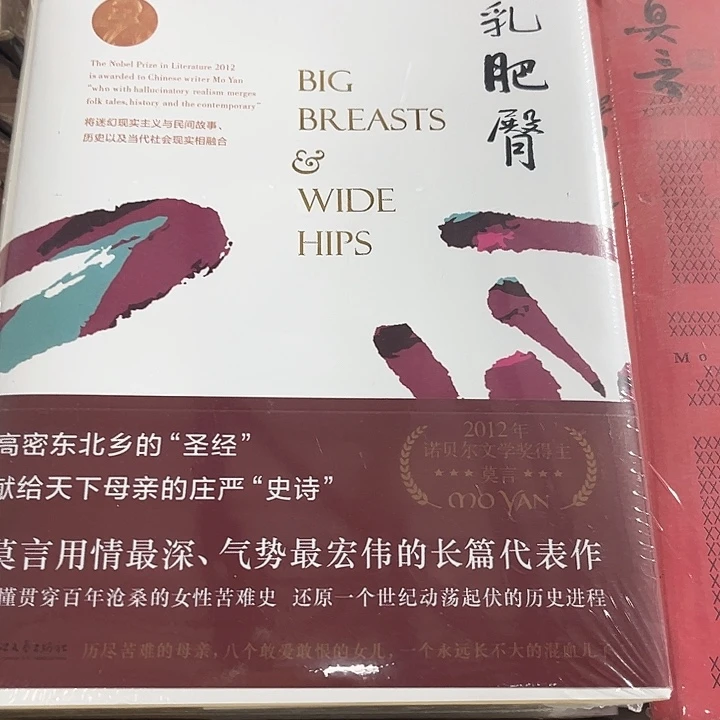 The Nobel Prize in Literature 2012
is awarded to Chinese writer Mo Yan
"who with hallucinatory realism merges
folk tales, history and the contemporary"
将迷幻现实主义与民间故事、
历史以及当代社会现实相融合
BIG
BREASTS
&
WIDE
HIPS
乳
肥
臀
莫
言
Mo
高密东北乡的“圣经”
献给天下母亲的庄严“史诗”
2012年
诺贝尔文学奖得主
莫言
MO YAN
莫言用情最深、气势最宏伟的长篇代表作
懂贯穿百年沧桑的女性苦难史 还原一个世纪动荡起伏的历史进程
历尽苦难的母亲，八个敢爱敢恨的女儿，一个永远长不大的混血儿子